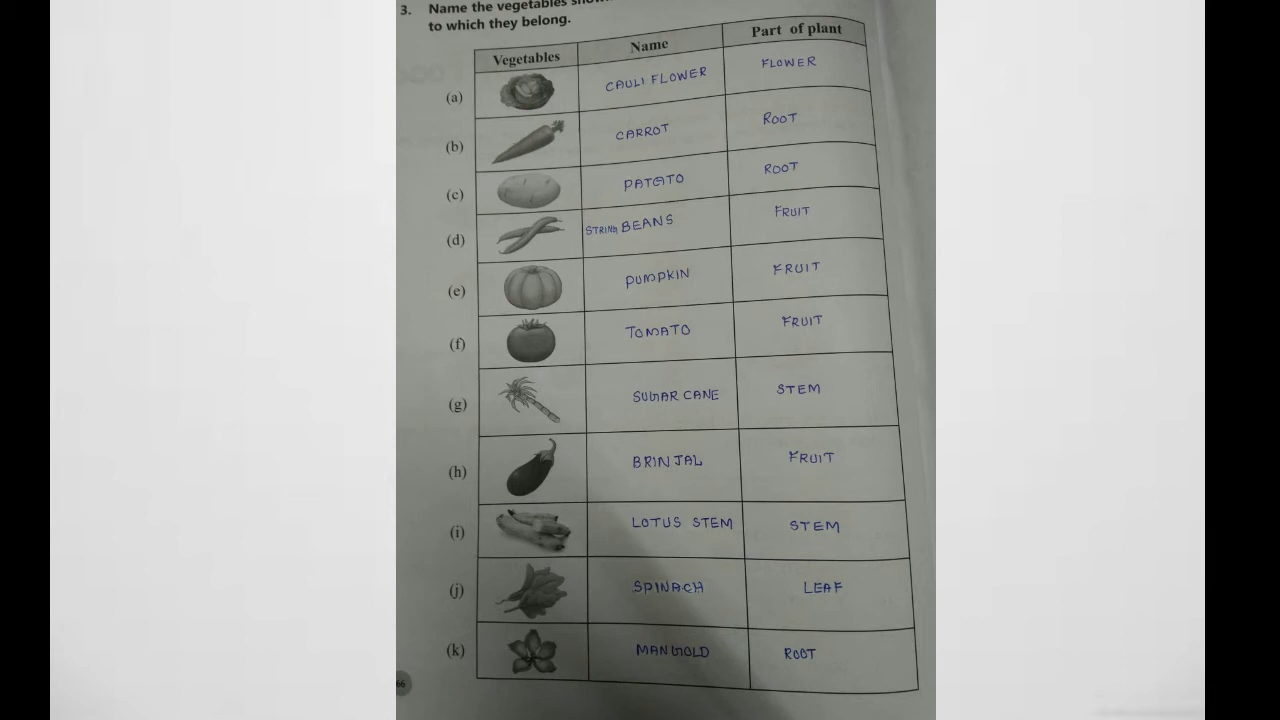 3. Name the vegetables
to which they belong.
Vegetables Name Part of plant
(a) CAULI FLOWER FLOWER
(b) CARROT ROOT
(c) PATATO ROOT
(d) STRING BEANS FRUIT
(e) PUMPKIN FRUIT
(f) TOMATO FRUIT
(g) SUGAR CANE STEM
(h) BRINJAL FRUIT
(i) LOTUS STEM STEM
(j) SPINACH LEAF
(k) MANGOLD ROOT
66